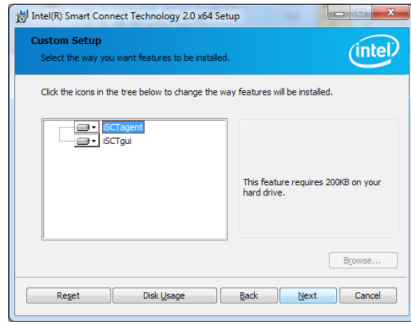 Intel(R) Smart Connect Technology 2.0 x64 Setup
Custom Setup
Select the way you want features to be installed.
intel
Click the icons in the tree below to change the way features will be installed.
iSCTagent
iSCTgui
This feature requires 200KB on your
hard drive.
Browse...
Reset
Disk Usage
Back
Next
Cancel